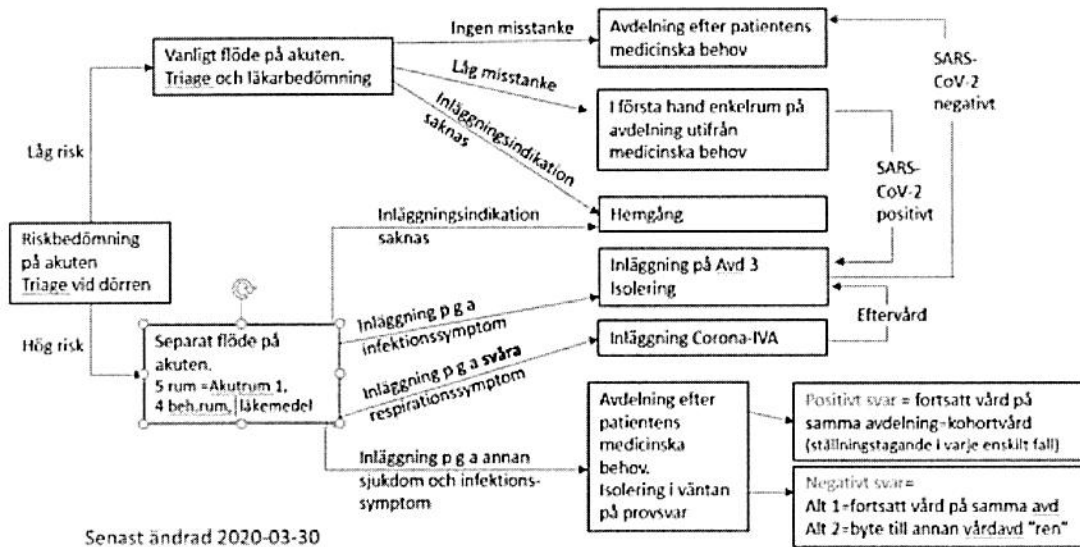 Riskbedömning
på akuten
Triage vid dörren
Låg risk
Hög risk
Vanligt flöde på akuten.
Triage och läkarbedömning
Ingen misstanke
Låg misstanke
Inläggningsindikation
saknas
Avdelning efter patientens
medicinska behov
I första hand enkelrum på
avdelning utifrån
medicinska behov
Hemgång
SARS-
CoV-2
negativt
SARS-
CoV-2
positivt
Inläggningsindikation
saknas
Separat flöde på
akuten.
5 rum =Akutrum 1,
4 beh.rum, läkemedel
Inläggning p g a
infektionssymptom
Inläggning på Avd 3
Isolering
Inläggning p g a svåra
respirationssymptom
Inläggning Corona-IVA
Eftervård
Inläggning p g a annan
sjukdom och infektions-
symptom
Avdelning efter
patientens
medicinska
behov.
Isolering i väntan
på provsvar
Positivt svar = fortsatt vård på
samma avdelning=kohortvård
(ställningstagande i varje enskilt fall)
Negativt svar=
Alt 1=fortsatt vård på samma avd
Alt 2=byte till annan vårdavd "ren"
Senast ändrad 2020-03-30